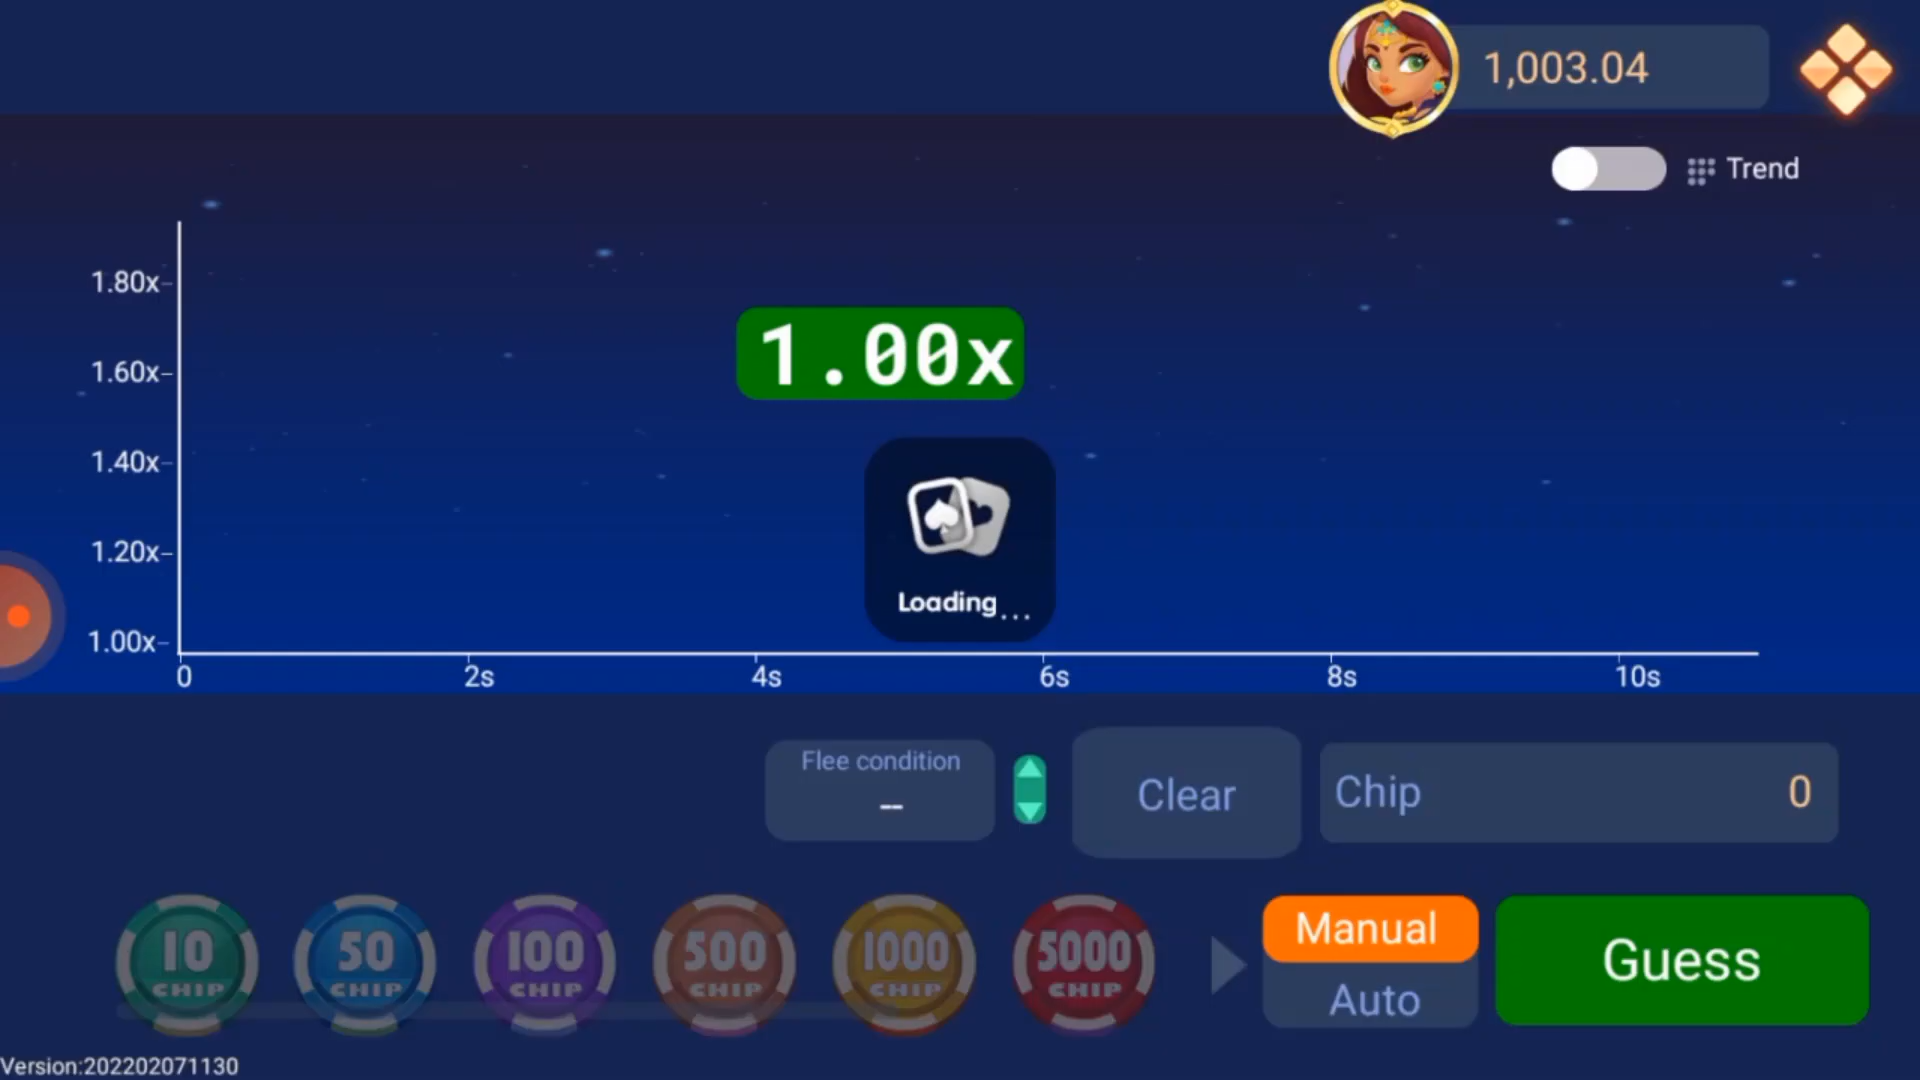 1,003.04
Trend
1.80x
1.60x
1.40x
1.20x
1.00x
1.00x
Loading...
0
2s
4s
6s
8s
10s
Flee condition
--
Clear
Chip
0
10 CHIP
50 CHIP
100 CHIP
500 CHIP
1000 CHIP
5000 CHIP
Manual
Auto
Guess
Version:202202071130